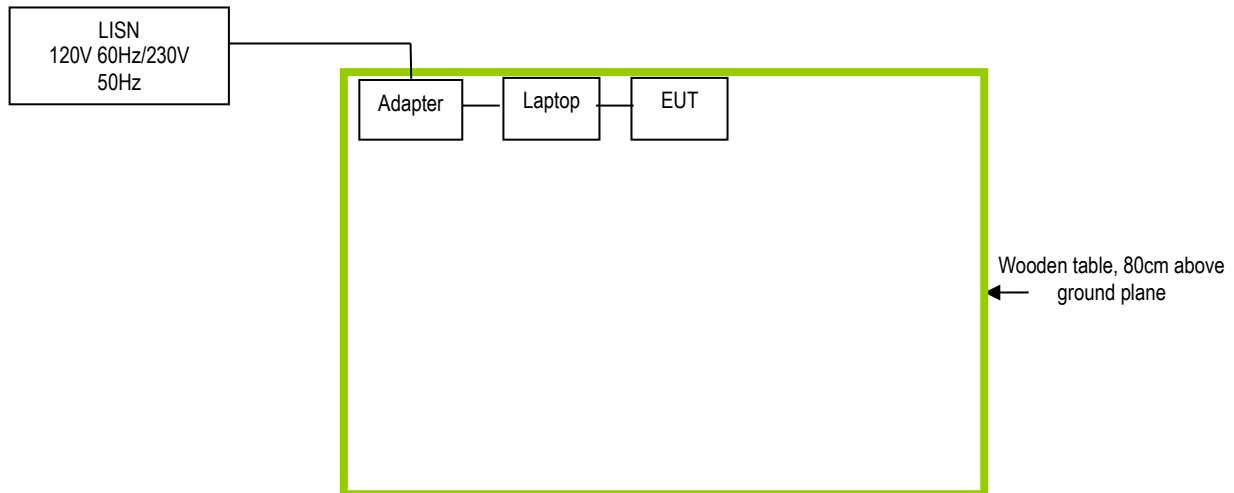 LISN
120V 60Hz/230V
50Hz
Adapter
Laptop
EUT
Wooden table, 80cm above
ground plane